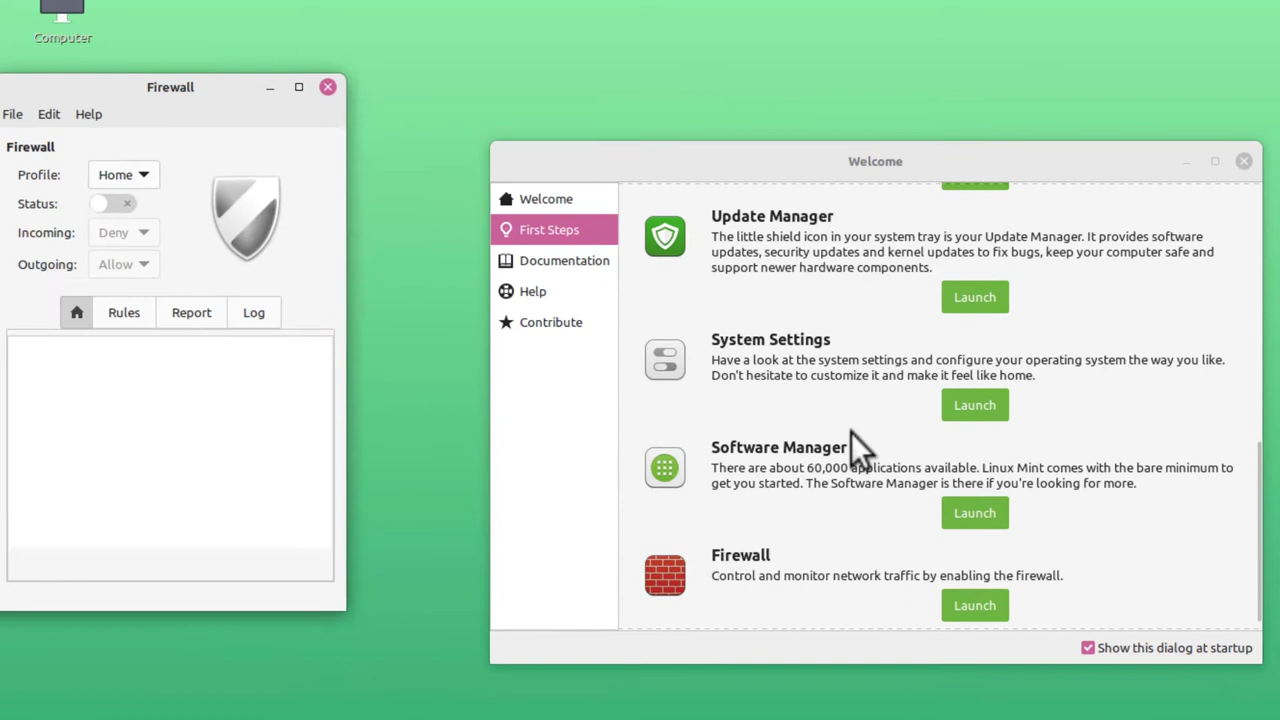 Computer
Firewall
File Edit Help
Firewall
Profile: Home
Status:
Incoming: Deny
Outgoing: Allow
Rules Report Log
Welcome
Welcome
First Steps
Documentation
Help
Contribute
Update Manager
The little shield icon in your system tray is your Update Manager. It provides software
updates, security updates and kernel updates to fix bugs, keep your computer safe and
support newer hardware components.
Launch
System Settings
Have a look at the system settings and configure your operating system the way you like.
Don't hesitate to customize it and make it feel like home.
Launch
Software Manager
There are about 60,000 applications available. Linux Mint comes with the bare minimum to
get you started. The Software Manager is there if you're looking for more.
Launch
Firewall
Control and monitor network traffic by enabling the firewall.
Launch
Show this dialog at startup